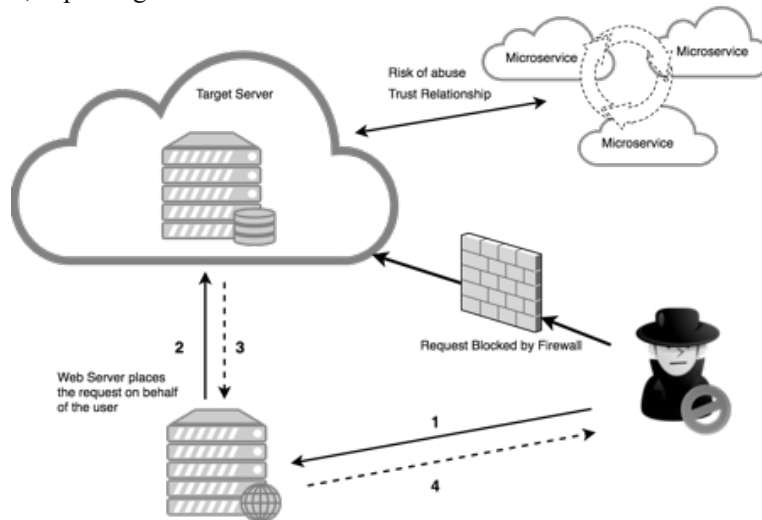 Target Server
Risk of abuse
Trust Relationship
Microservice
Microservice
Microservice
Request Blocked by Firewall
2
3
Web Server places
the request on behalf
of the user
1
4